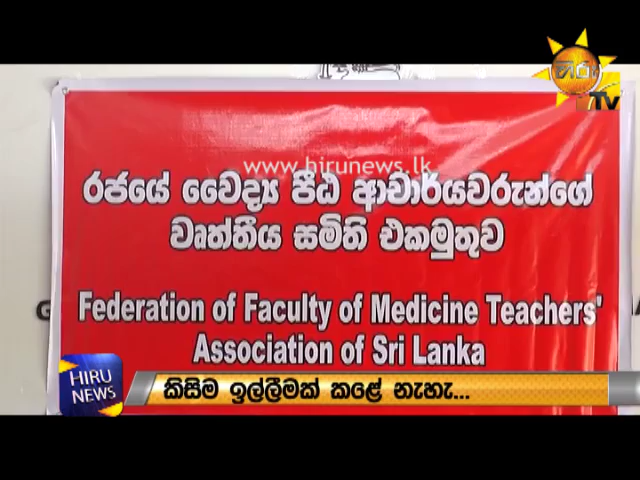 හිරු
TV
www.hirunews.lk
රජයේ වෛද්‍ය පීඨ ආචාර්යවරුන්ගේ
වෘත්තීය සමිති එකමුතුව
Federation of Faculty of Medicine Teachers'
Association of Sri Lanka
HIRU
NEWS
කිසිම ඉල්ලීමක් කළේ නැහැ...